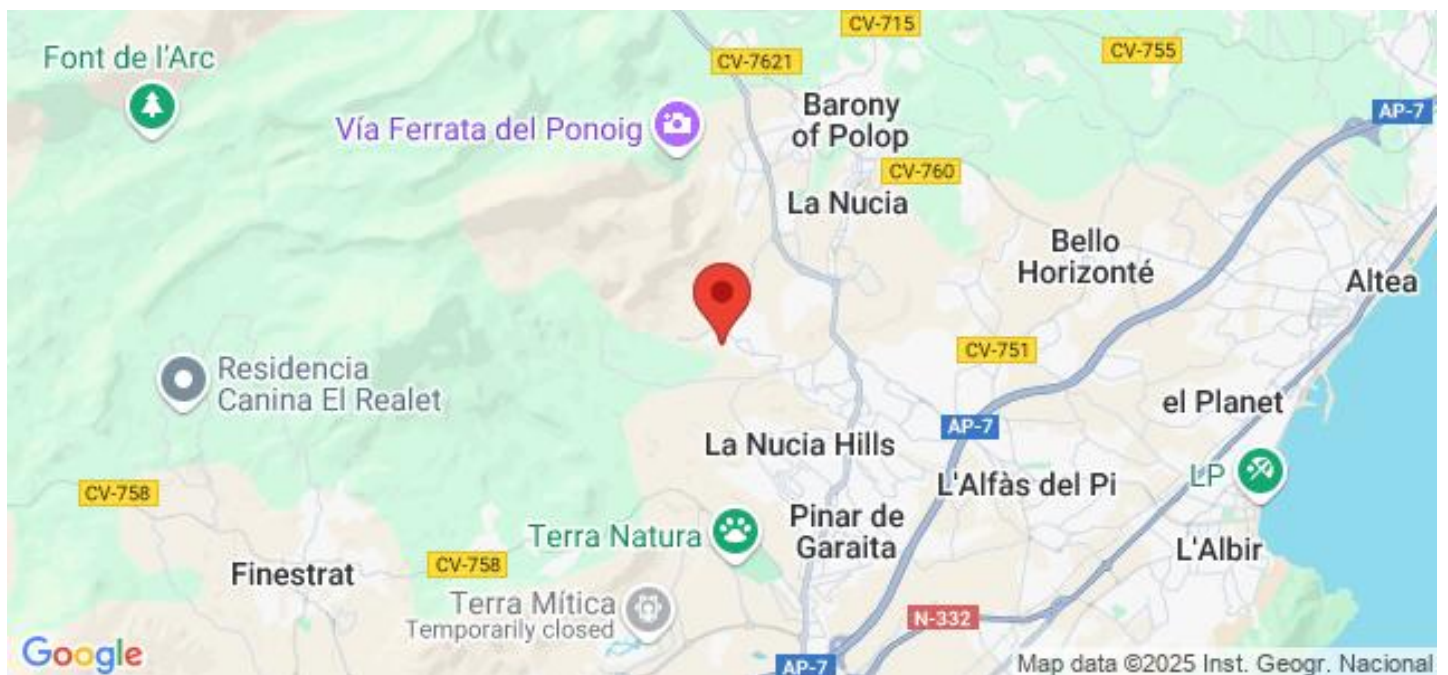 CV-715
Font de l'Arc
CV-755
CV-7621
Barony
of Polop
AP-7
Vía Ferrata del Ponoig
CV-760
La Nucia
Bello
Horizonté
Altea
CV-751
Residencia
Canina El Realet
el Planet
AP-7
La Nucia Hills
LP
L'Alfàs del Pi
CV-758
Pinar de
Garaita
Terra Natura
L'Albir
Finestrat
CV-758
Terra Mítica
Temporarily closed
N-332
Google
AP-7
Map data ©2025 Inst. Geogr. Nacional